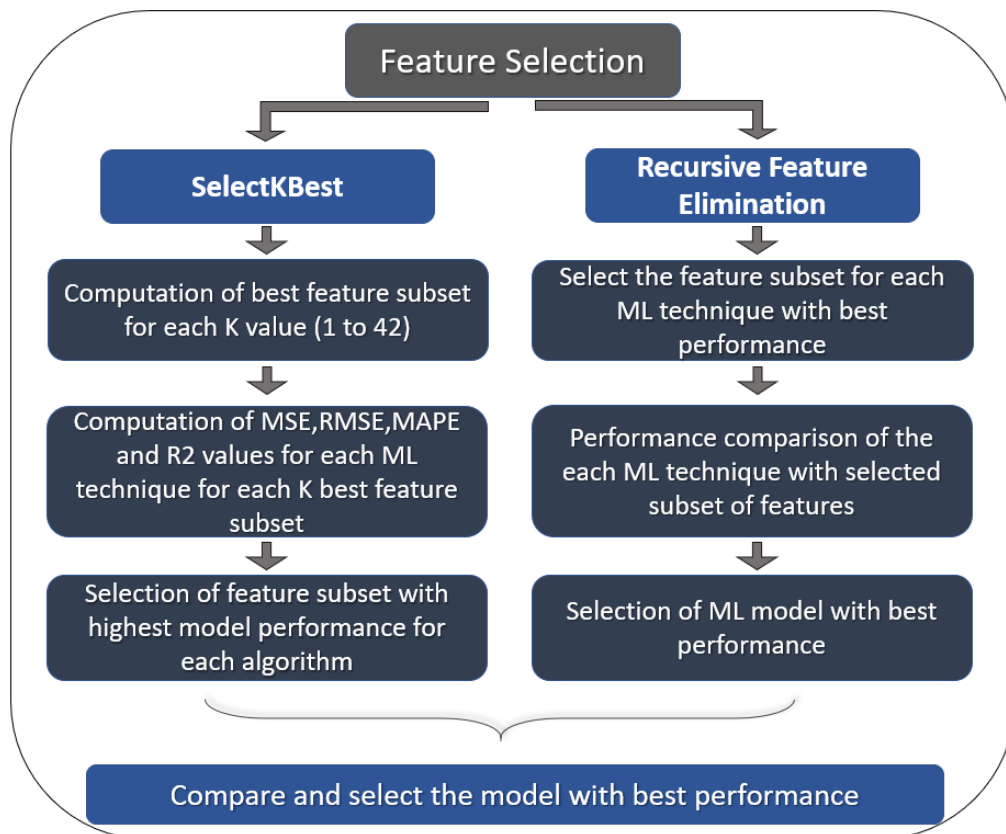 Feature Selection
SelectKBest
Computation of best feature subset
for each K value (1 to 42)
Computation of MSE,RMSE,MAPE
and R2 values for each ML
technique for each K best feature
subset
Selection of feature subset with
highest model performance for
each algorithm
Recursive Feature
Elimination
Select the feature subset for each
ML technique with best
performance
Performance comparison of the
each ML technique with selected
subset of features
Selection of ML model with best
performance
Compare and select the model with best performance